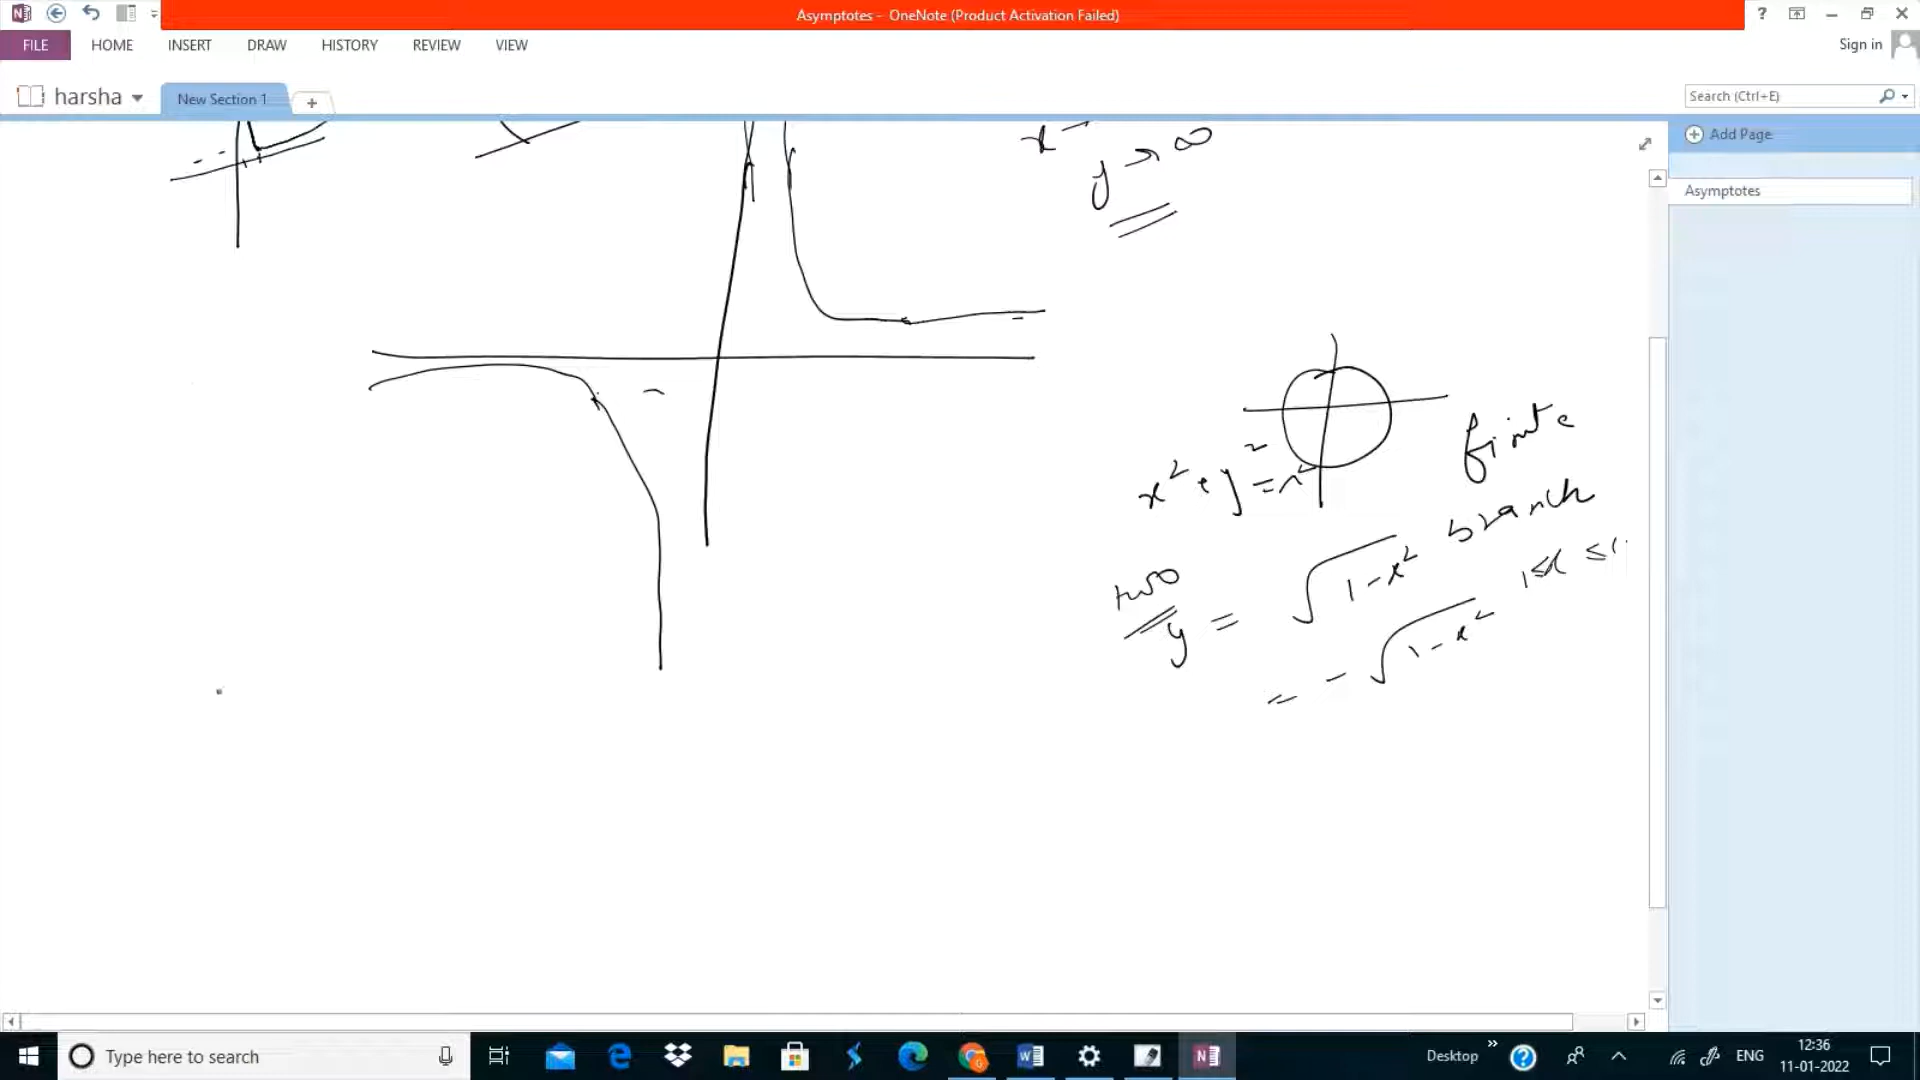 Asymptotes - OneNote (Product Activation Failed)
FILE HOME INSERT DRAW HISTORY REVIEW VIEW
Sign in
harsha
New Section 1
Search (Ctrl+E)
Add Page
Asymptotes
x →
y → ∞
x² + y² = r²
finite
branch
two
y = √1-x² 1≤x ≤1
= - √1-x²
Type here to search
Desktop
ENG
12:36
11-01-2022